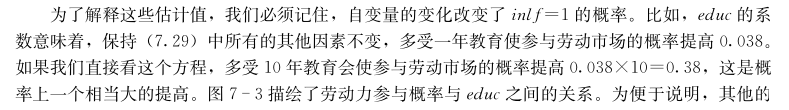 为了解释这些估计值，我们必须记住，自变量的变化改变了 inlf＝1 的概率。比如，educ 的系
数意味着，保持（7.29）中所有的其他因素不变，多受一年教育使参与劳动市场的概率提高 0.038。
如果我们直接看这个方程，多受 10 年教育会使参与劳动市场的概率提高 0.038×10＝0.38，这是概
率上一个相当大的提高。图 7-3 描绘了劳动力参与概率与 educ 之间的关系。为便于说明，其他的